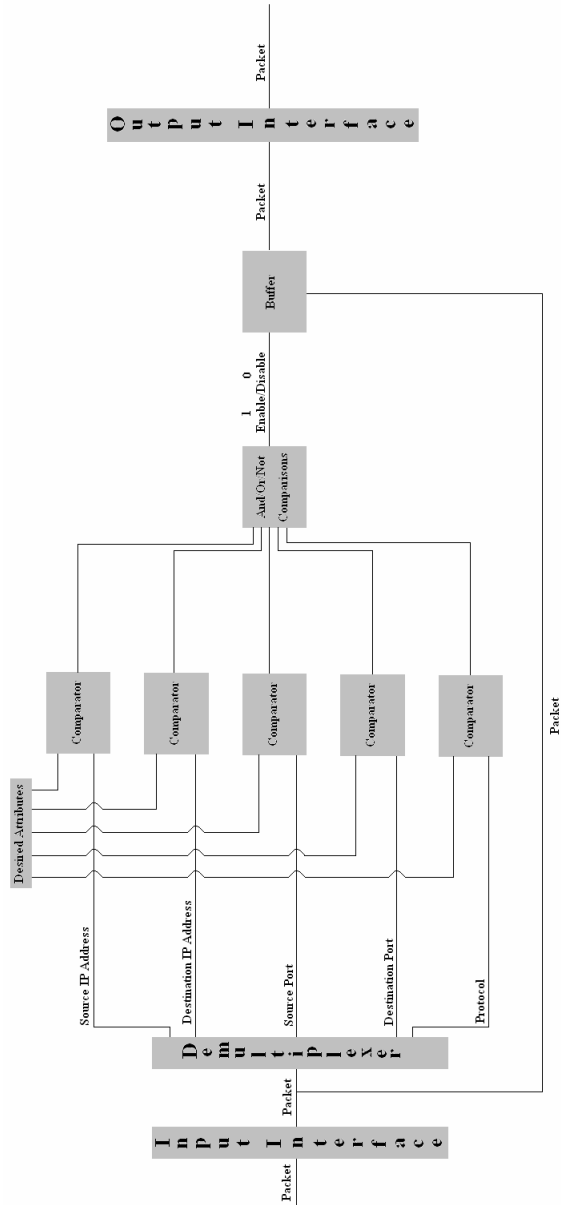 Packet
Input Interface
Packet
Demultiplexer
Source IP Address
Destination IP Address
Source Port
Destination Port
Protocol
Desired Attributes
Comparator
Comparator
Comparator
Comparator
Comparator
And/Or/Not
Comparisons
1 0
Enable/Disable
Buffer
Packet
Output Interface
Packet
Packet